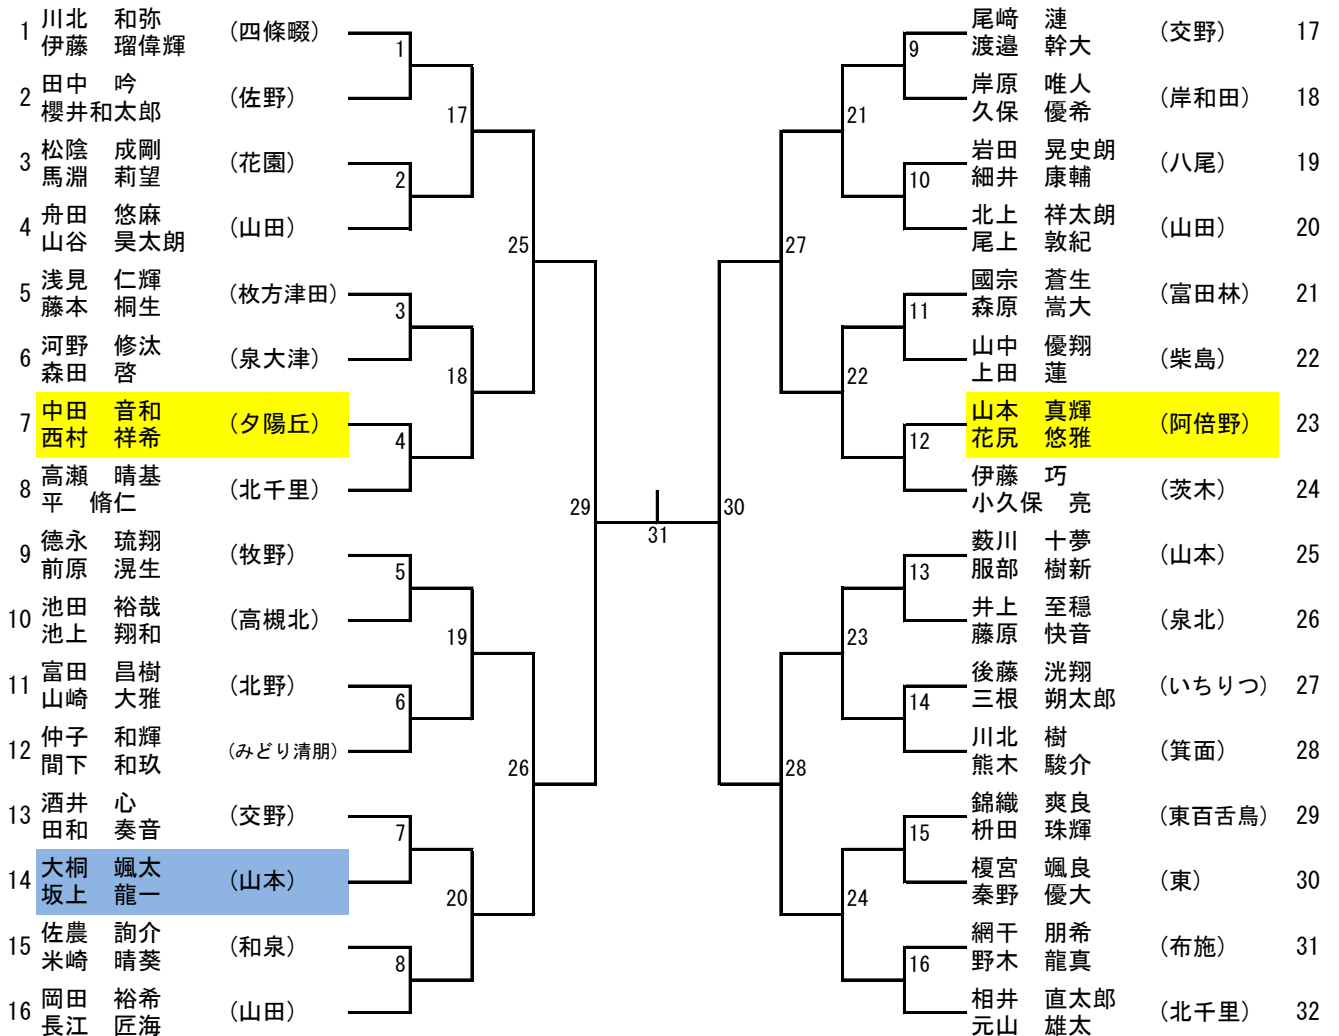 1 川北　和弥 (四條畷)
伊藤　瑠偉輝
2 田中　吟 (佐野)
櫻井和太郎
3 松陰　成剛 (花園)
馬淵　莉望
4 舟田　悠麻 (山田)
山谷　昊太朗
5 浅見　仁輝 (枚方津田)
藤本　桐生
6 河野　修汰 (泉大津)
森田　啓
7 中田　音和 (夕陽丘)
西村　祥希
8 高瀬　晴基 (北千里)
平　脩仁
9 德永　琉翔 (牧野)
前原　滉生
10 池田　裕哉 (高槻北)
池上　翔和
11 富田　昌樹 (北野)
山崎　大雅
12 仲子　和輝 (みどり清朋)
間下　和玖
13 酒井　心 (交野)
田和　奏音
14 大桐　颯太 (山本)
坂上　龍一
15 佐農　詢介 (和泉)
米崎　晴葵
16 岡田　裕希 (山田)
長江　匠海
1
2
3
4
5
6
7
8
17
18
19
20
25
26
29
31
30
27
28
21
22
23
24
9
10
11
12
13
14
15
16
尾﨑　漣 (交野) 17
渡邉　幹大
岸原　唯人 (岸和田) 18
久保　優希
岩田　晃史朗 (八尾) 19
細井　康輔
北上　祥太朗 (山田) 20
尾上　敦紀
國宗　蒼生 (富田林) 21
森原　嵩大
山中　優翔 (柴島) 22
上田　蓮
山本　真輝 (阿倍野) 23
花尻　悠雅
伊藤　巧 (茨木) 24
小久保　亮
薮川　十夢 (山本) 25
服部　樹新
井上　至穏 (泉北) 26
藤原　快音
後藤　洸翔 (いちりつ) 27
三根　朔太郎
川北　樹 (箕面) 28
熊木　駿介
錦織　爽良 (東百舌鳥) 29
枡田　珠輝
榎宮　颯良 (東) 30
秦野　優大
網干　朋希 (布施) 31
野木　龍真
相井　直太郎 (北千里) 32
元山　雄太